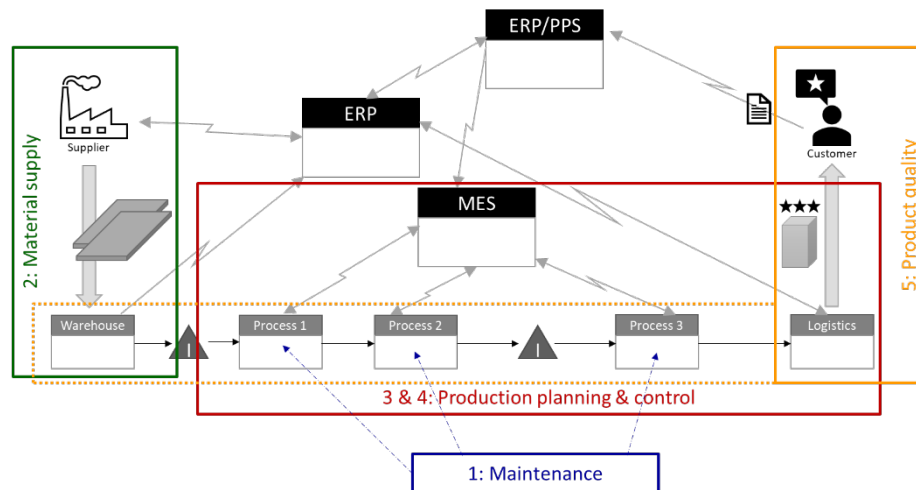 ERP/PPS
ERP
Supplier
Customer
2: Material supply
MES
5: Product quality
Warehouse
I
Process 1
Process 2
I
Process 3
Logistics
3 & 4: Production planning & control
1: Maintenance